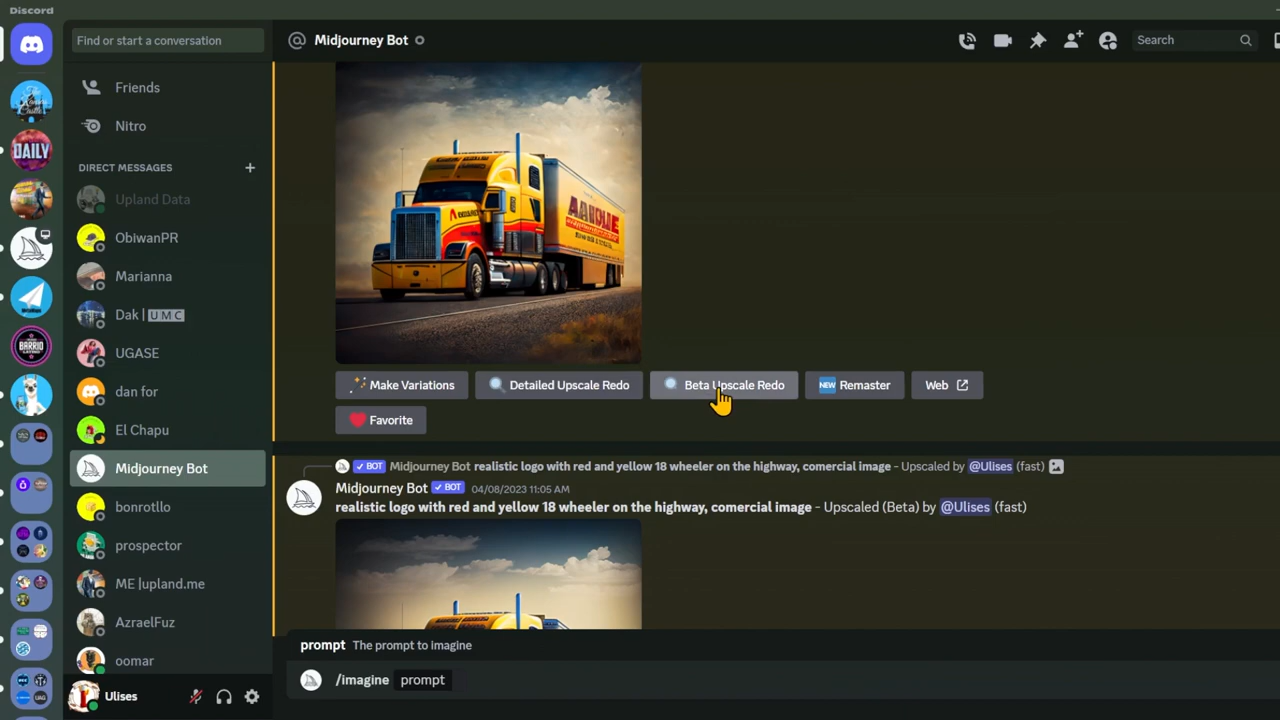 Discord
Find or start a conversation
Midjourney Bot
Search
Friends
Nitro
DIRECT MESSAGES
Upland Data
ObiwanPR
Marianna
Dak | UMC
UGASE
dan for
El Chapu
Midjourney Bot
bonrotllo
prospector
ME |upland.me
AzraelFuz
oomar
Ulises
DAILY
Make Variations
Detailed Upscale Redo
Beta Upscale Redo
NEW Remaster
Web
Favorite
BOT Midjourney Bot realistic logo with red and yellow 18 wheeler on the highway, comercial image - Upscaled by @Ulises (fast)
Midjourney Bot BOT 04/08/2023 11:05 AM
realistic logo with red and yellow 18 wheeler on the highway, comercial image - Upscaled (Beta) by @Ulises (fast)
prompt The prompt to imagine
/imagine prompt